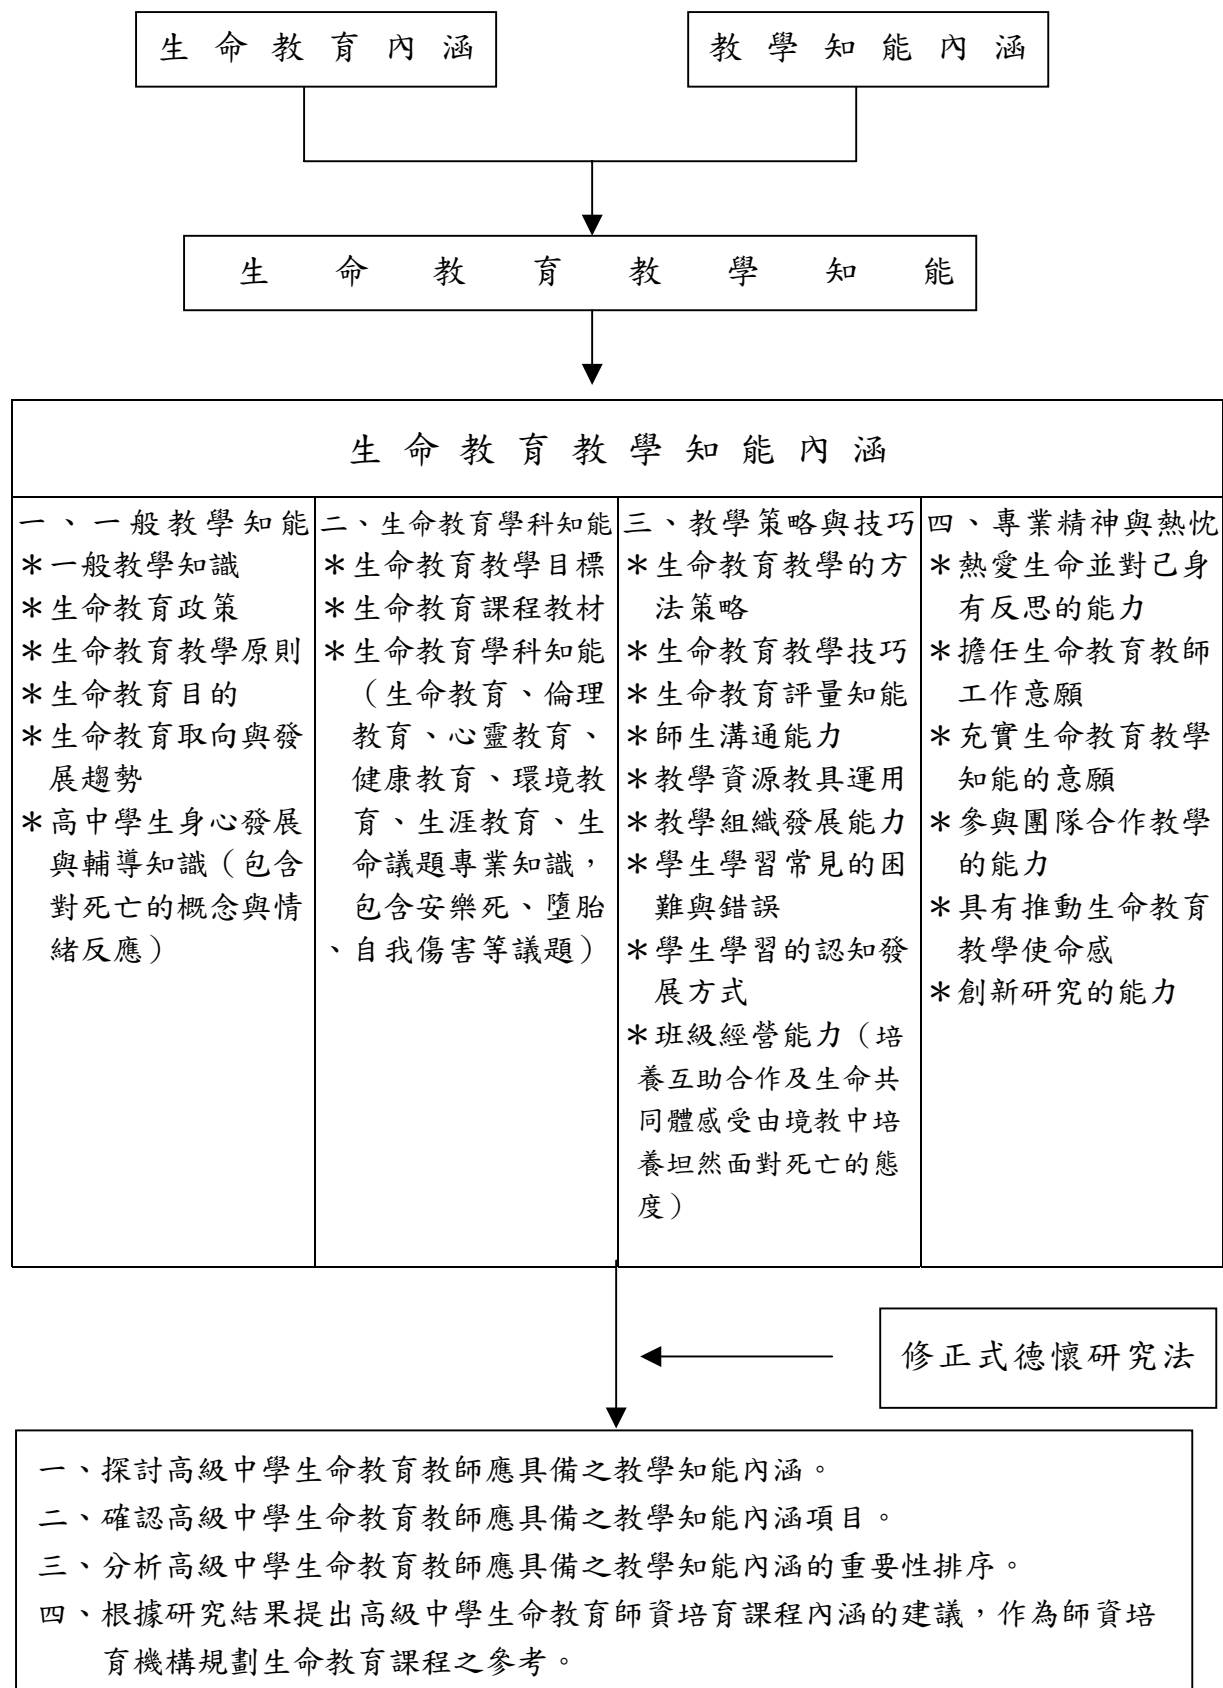 生命教育內涵
教學知能內涵
生命教育教學知能
生命教育教學知能內涵
一、一般教學知能
＊一般教學知識
＊生命教育政策
＊生命教育教學原則
＊生命教育目的
＊生命教育取向與發
展趨勢
＊高中學生身心發展
與輔導知識（包含
對死亡的概念與情
緒反應）
二、生命教育學科知能
＊生命教育教學目標
＊生命教育課程教材
＊生命教育學科知能
（生命教育、倫理
教育、心靈教育、
健康教育、環境教
育、生涯教育、生
命議題專業知識，
包含安樂死、墮胎
、自我傷害等議題）
三、教學策略與技巧
＊生命教育教學的方
法策略
＊生命教育教學技巧
＊生命教育評量知能
＊師生溝通能力
＊教學資源教具運用
＊教學組織發展能力
＊學生學習常見的困
難與錯誤
＊學生學習的認知發
展方式
＊班級經營能力（培
養互助合作及生命共
同體感受由境教中培
養坦然面對死亡的態
度）
四、專業精神與熱忱
＊熱愛生命並對己身
有反思的能力
＊擔任生命教育教師
工作意願
＊充實生命教育教學
知能的意願
＊參與團隊合作教學
的能力
＊具有推動生命教育
教學使命感
＊創新研究的能力
修正式德懷研究法
一、探討高級中學生命教育教師應具備之教學知能內涵。
二、確認高級中學生命教育教師應具備之教學知能內涵項目。
三、分析高級中學生命教育教師應具備之教學知能內涵的重要性排序。
四、根據研究結果提出高級中學生命教育師資培育課程內涵的建議，作為師資培
育機構規劃生命教育課程之參考。